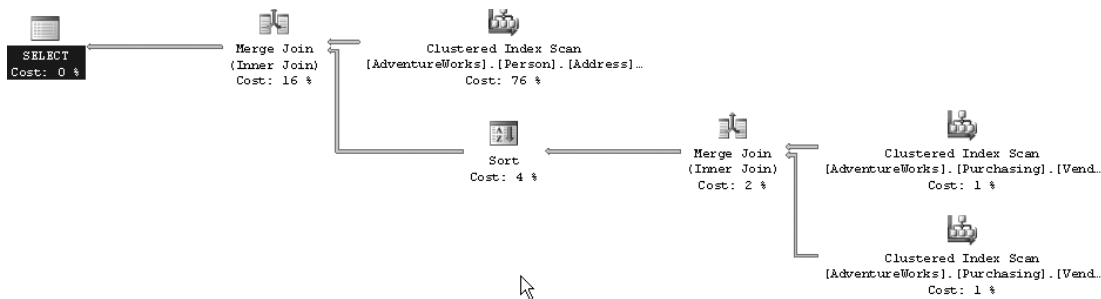 SELECT
Cost: 0 %
Merge Join
(Inner Join)
Cost: 16 %
Clustered Index Scan
[AdventureWorks].[Person].[Address]…
Cost: 76 %
Sort
Cost: 4 %
Merge Join
(Inner Join)
Cost: 2 %
Clustered Index Scan
[AdventureWorks].[Purchasing].[Vend…
Cost: 1 %
Clustered Index Scan
[AdventureWorks].[Purchasing].[Vend…
Cost: 1 %